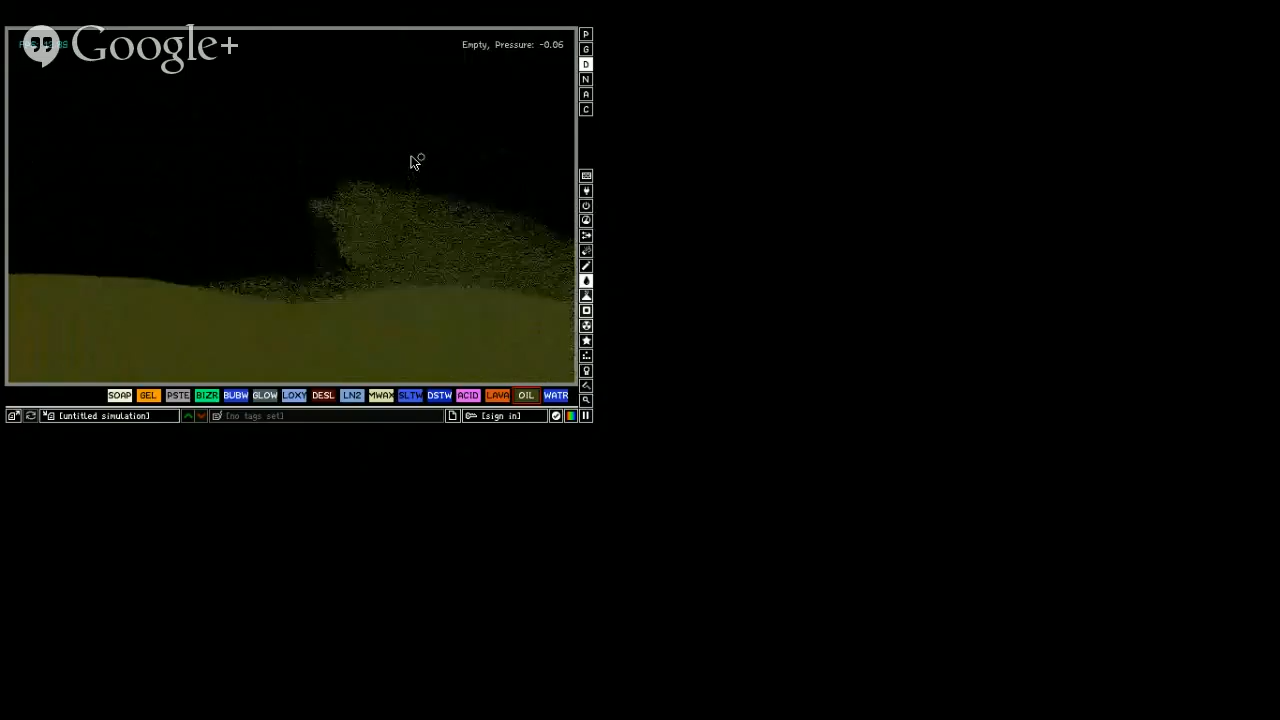 Google+
Empty, Pressure: -0.06
P
G
D
N
A
C
SOAP GEL PSTE BIZR BUBW GLOW LOXY DESL LN2 MWAX SLTW DSTW ACID LAVA OIL WATR
[untitled simulation] [no tags set] [sign in]